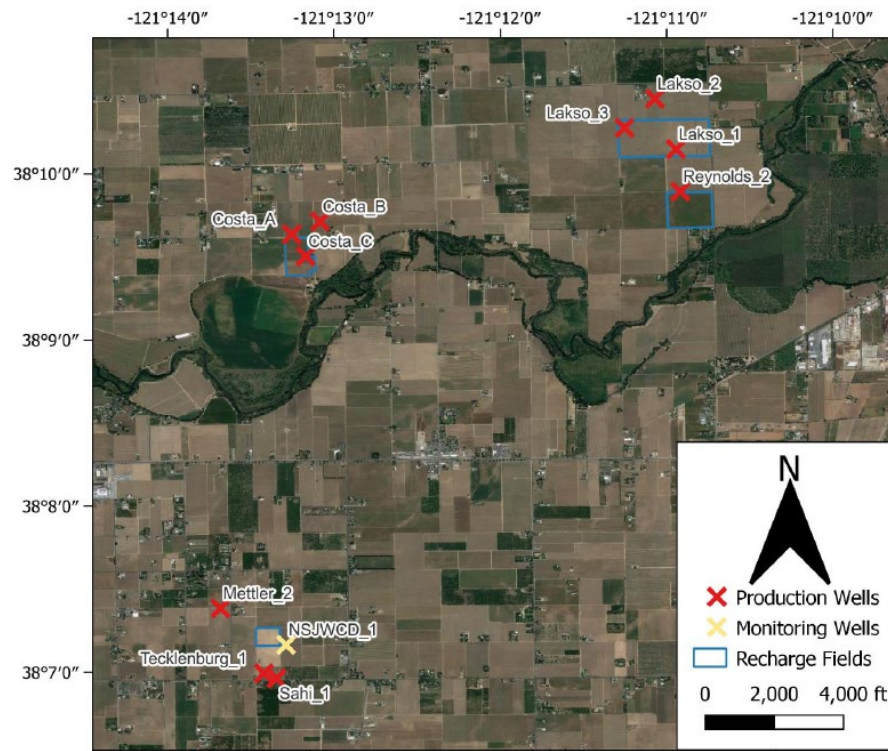 -121°14'0" -121°13'0" -121°12'0" -121°11'0" -121°10'0"
Lakso_2
Lakso_3
Lakso_1
38°10'0"
Reynolds_2
Costa_B
Costa_A
Costa_C
38°9'0"
38°8'0"
N
Mettler_2
Production Wells
NSJWCD_1
Monitoring Wells
Tecklenburg_1
Recharge Fields
38°7'0"
Sahi_1
0 2,000 4,000 ft